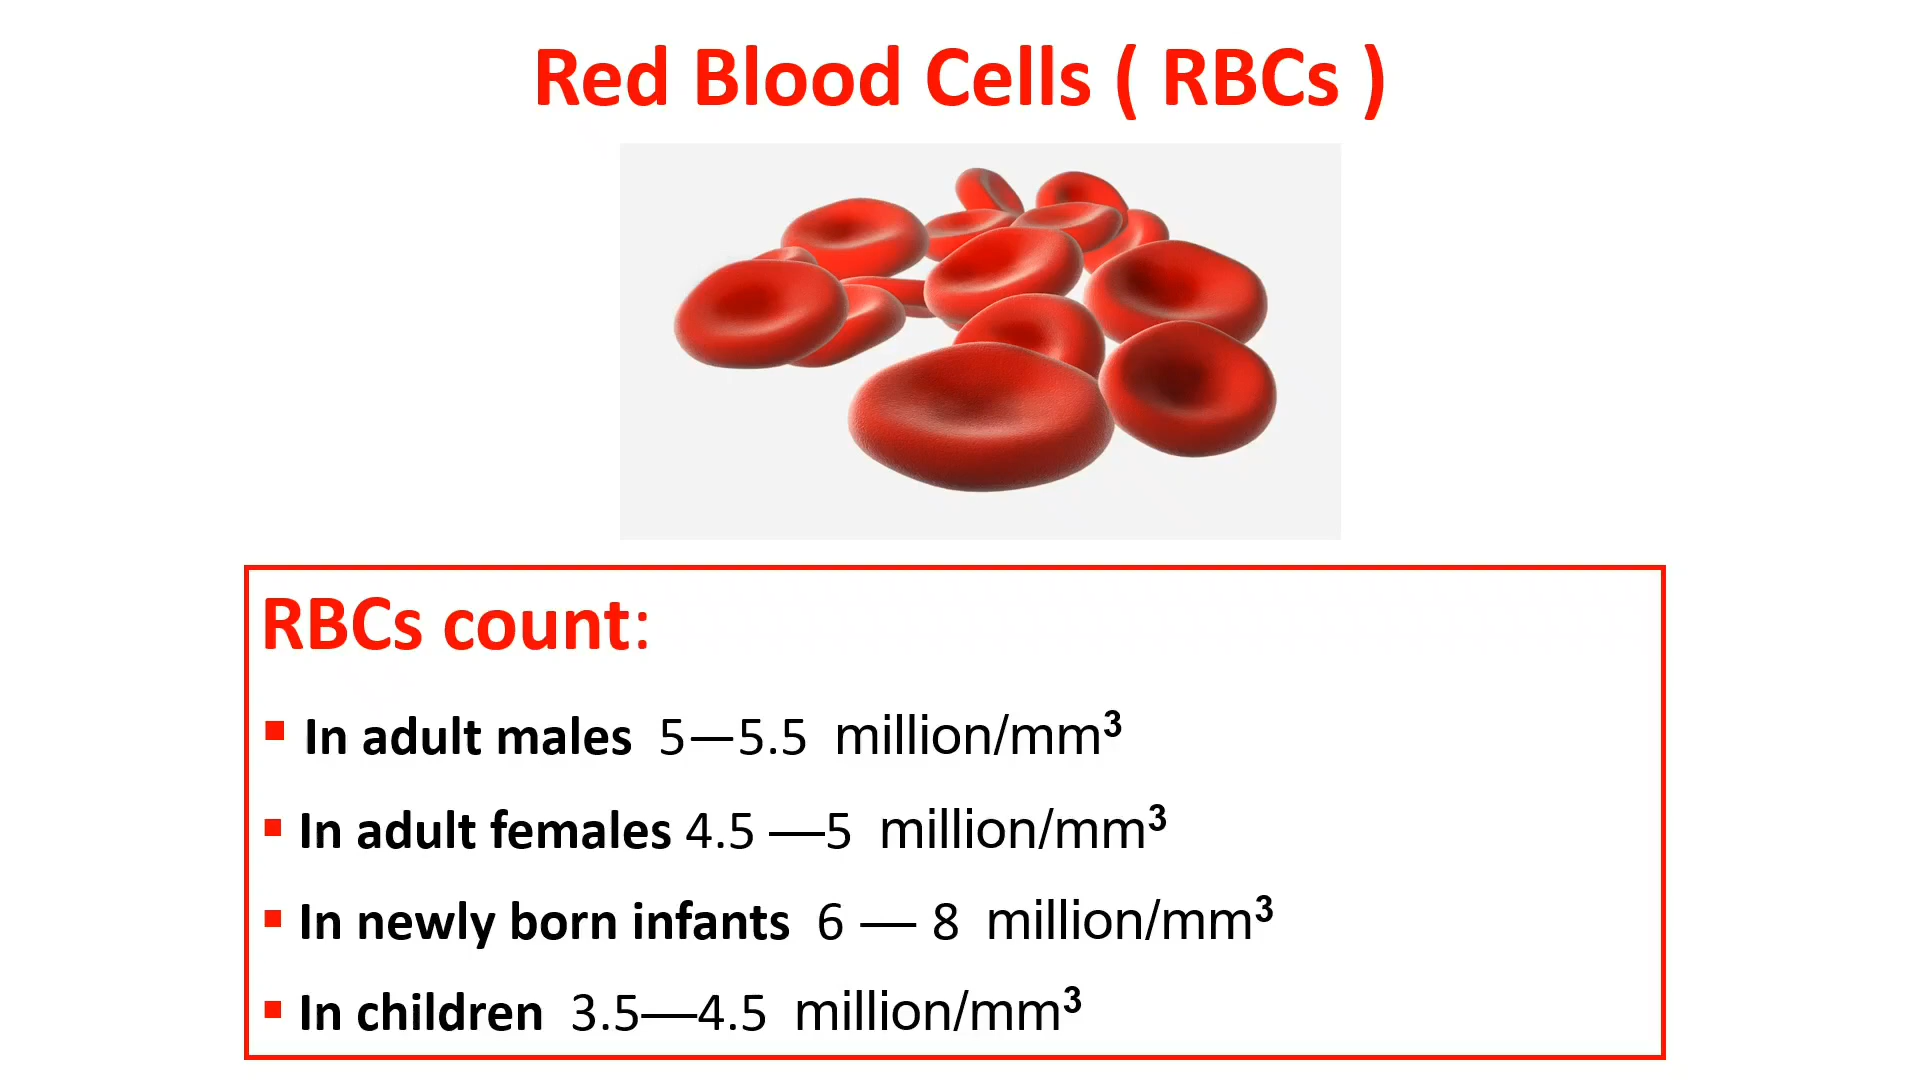 Red Blood Cells ( RBCs )
RBCs count:
▪ In adult males 5—5.5 million/mm³
▪ In adult females 4.5 —5 million/mm³
▪ In newly born infants 6 — 8 million/mm³
▪ In children 3.5—4.5 million/mm³